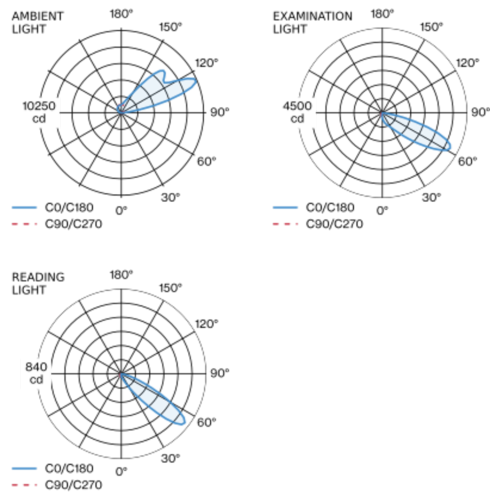 AMBIENT
LIGHT
180°
150°
120°
10250
cd
90°
60°
30°
0°
C0/C180
C90/C270
EXAMINATION
LIGHT
180°
150°
120°
4500
cd
90°
60°
30°
0°
C0/C180
C90/C270
READING
LIGHT
180°
150°
120°
840
cd
90°
60°
30°
0°
C0/C180
C90/C270